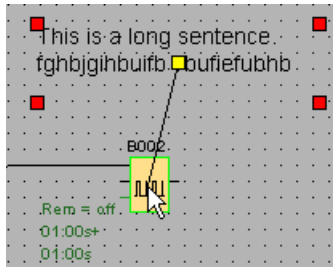 This is a long sentence.
fghbjgihbuifb bufiefubhb
B002
Rem = off
01:00s+
01:00s